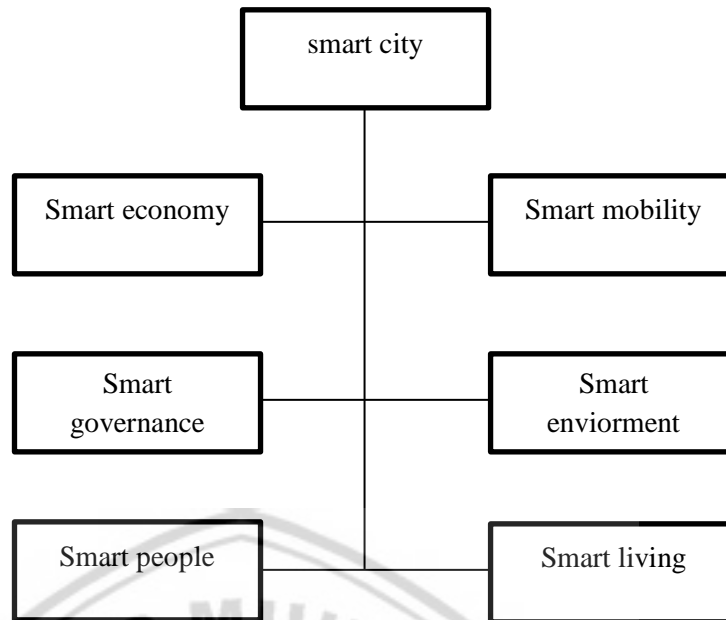 smart city
Smart economy
Smart mobility
Smart
governance
Smart
enviorment
Smart people
Smart living